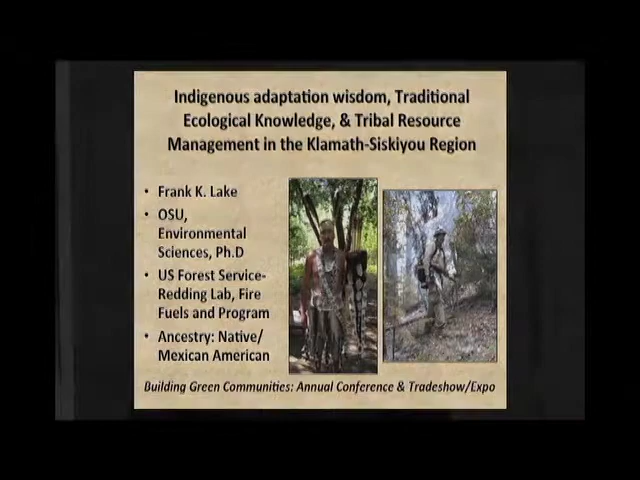 Indigenous adaptation wisdom, Traditional
Ecological Knowledge, & Tribal Resource
Management in the Klamath-Siskiyou Region
• Frank K. Lake
• OSU,
Environmental
Sciences, Ph.D
• US Forest Service-
Redding Lab, Fire
Fuels and Program
• Ancestry: Native/
Mexican American
Building Green Communities: Annual Conference & Tradeshow/Expo